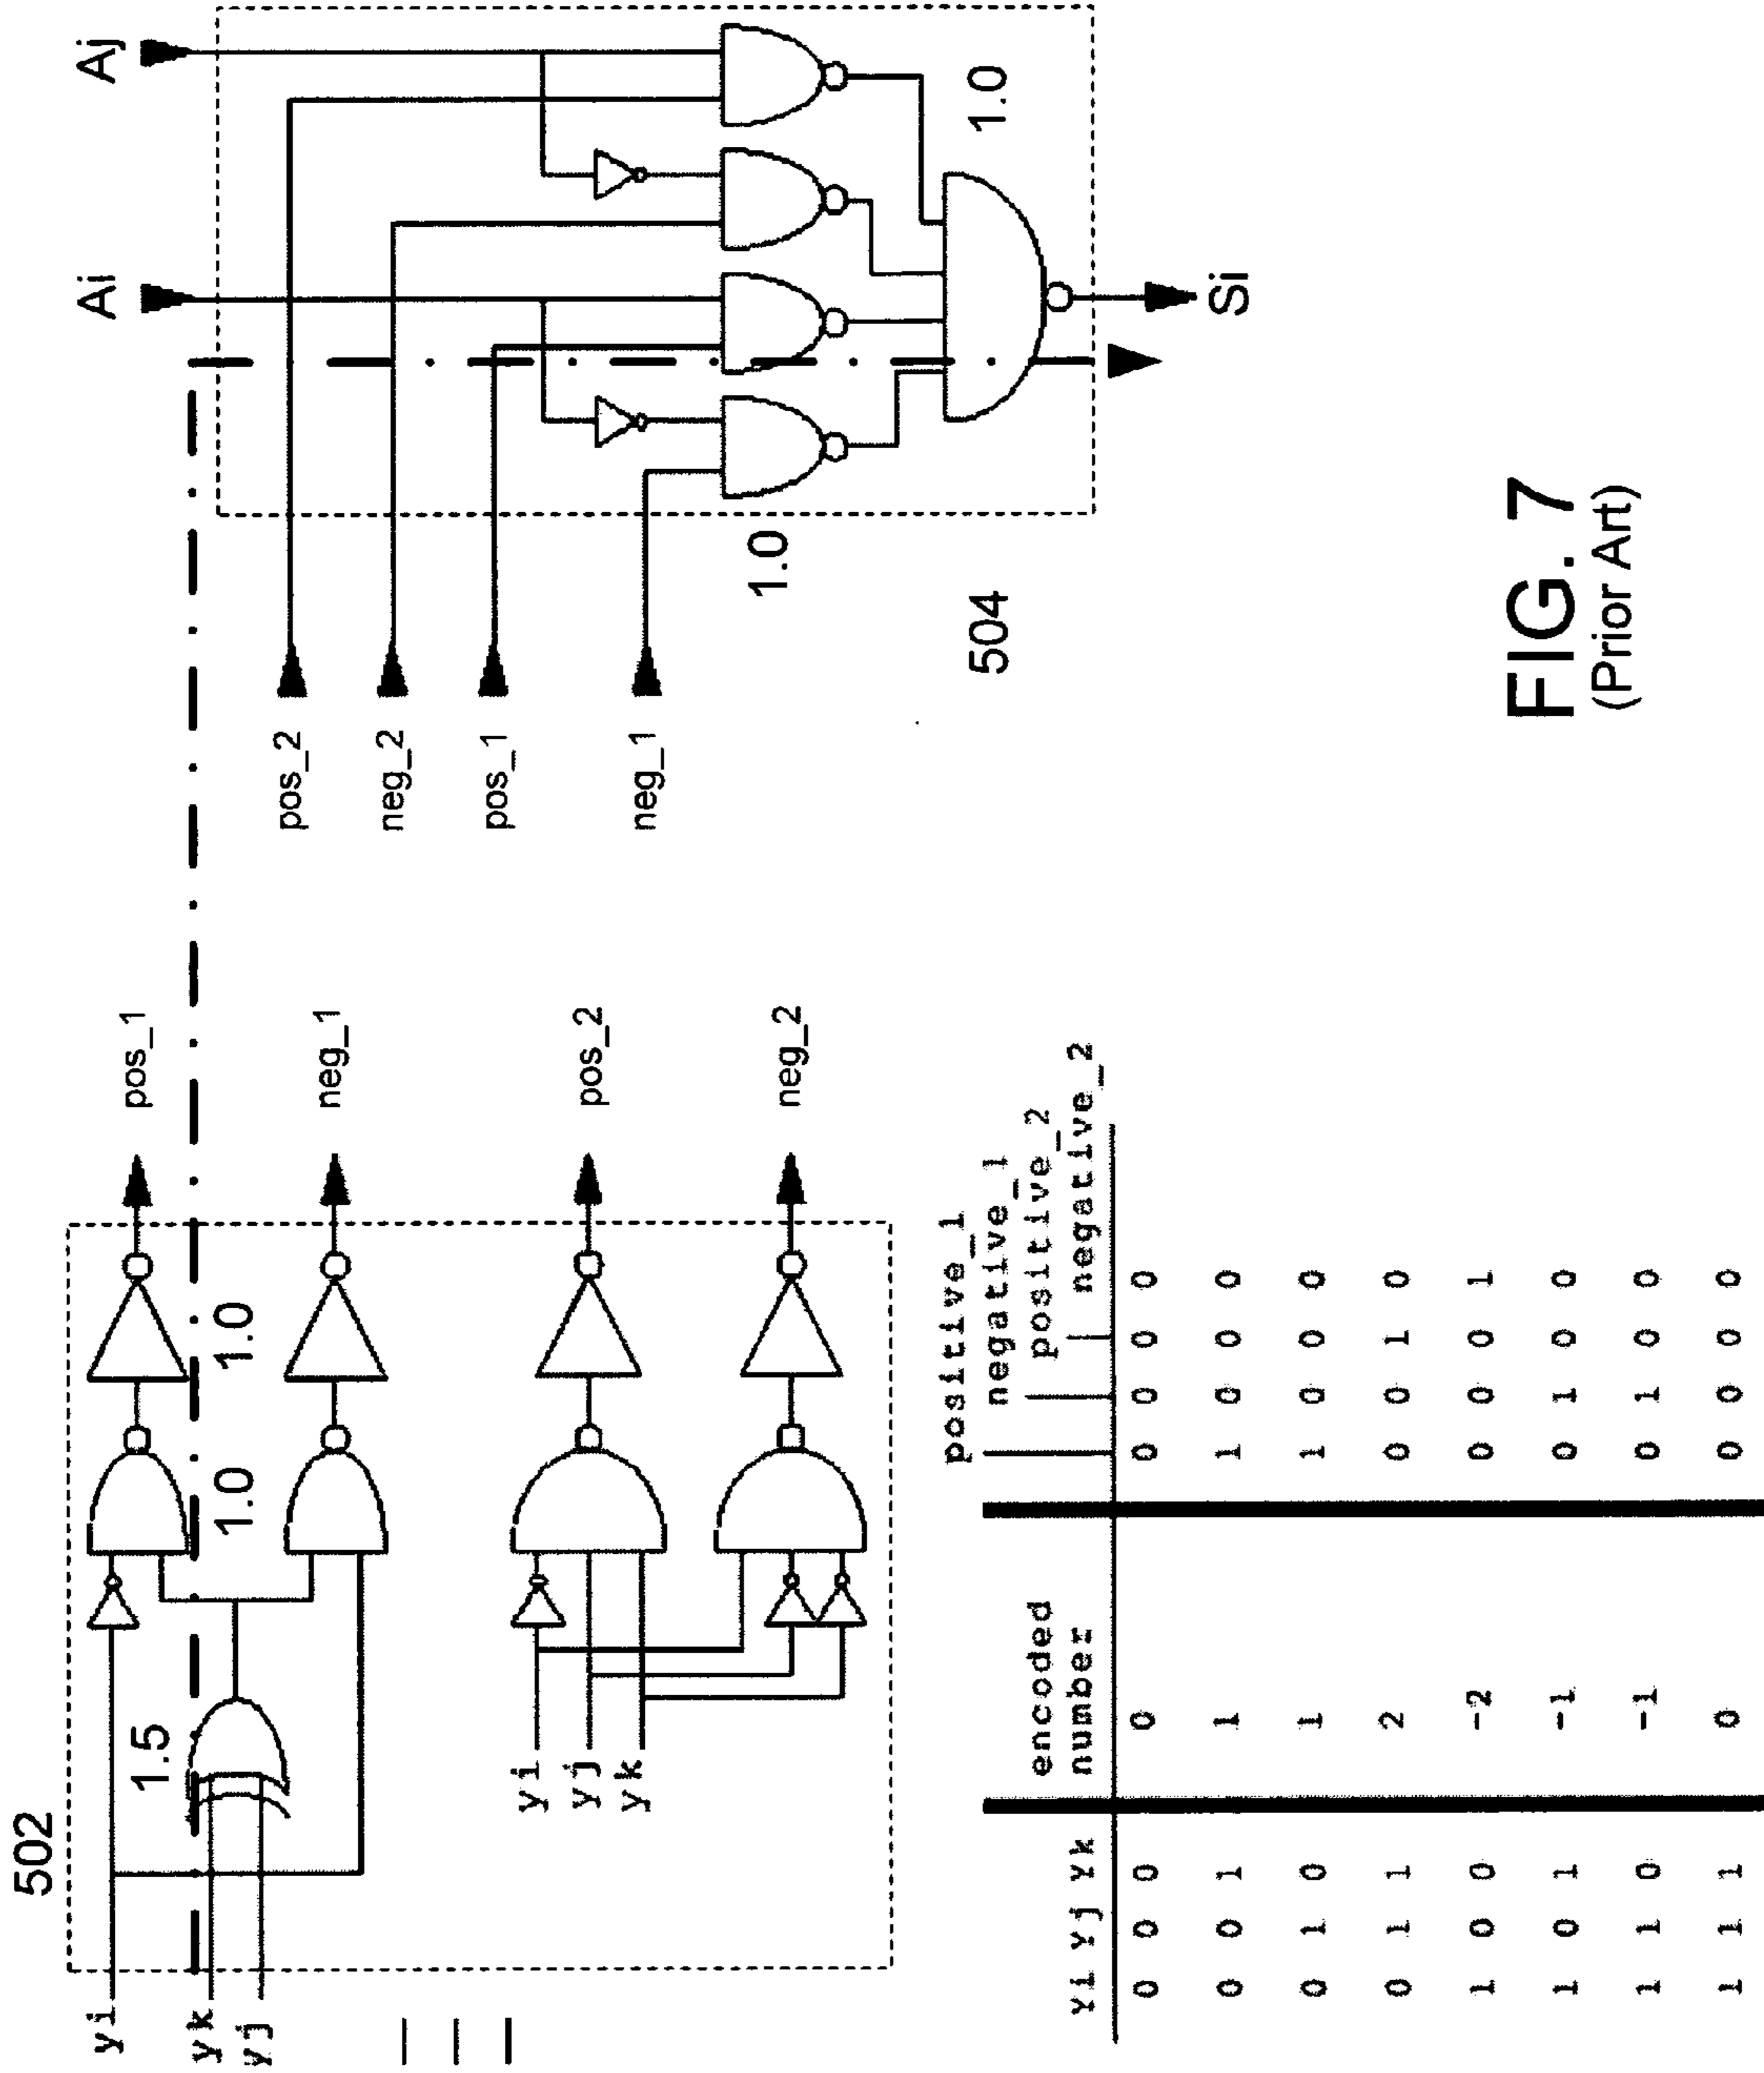 502
yi
yk
yj
1.5
1.0
1.0
pos_1
neg_1
yi
yj
yk
pos_2
neg_2
pos_2
neg_2
pos_1
neg_1
Ai
Aj
1.0
1.0
504
Si
positive_1
negative_1
positive_2
negative_2
encoded
yi yj yk number
0 0 0 0 0 0 0 0
0 0 1 1 1 0 0 0
0 1 0 1 1 0 0 0
0 1 1 2 0 0 1 0
1 0 0 -2 0 0 0 1
1 0 1 -1 0 1 0 0
1 1 0 -1 0 1 0 0
1 1 1 0 0 0 0 0
FIG. 7
(Prior Art)